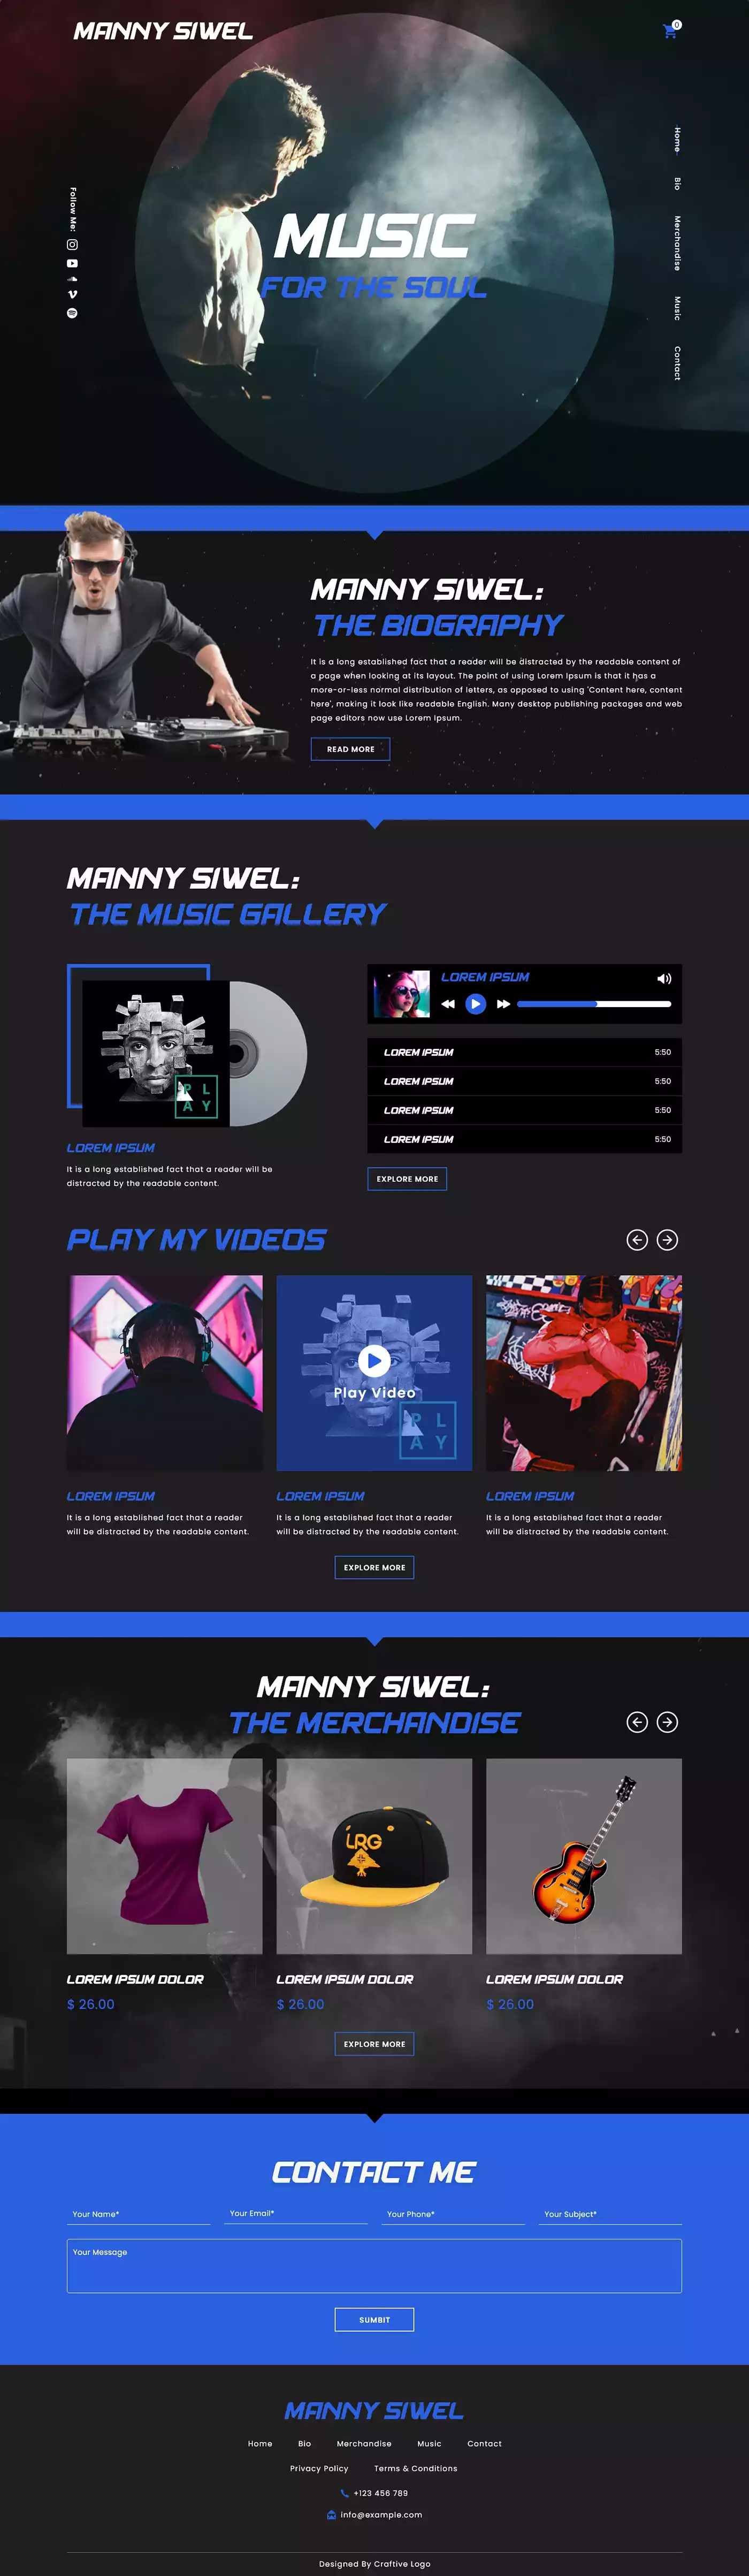 MANNY SIWEL
0
Home
Bio
Merchandise
Music
Contact
Follow Me:
MUSIC
FOR THE SOUL
MANNY SIWEL:
THE BIOGRAPHY
It is a long established fact that a reader will be distracted by the readable content of
a page when looking at its layout. The point of using Lorem Ipsum is that it has a
more-or-less normal distribution of letters, as opposed to using 'Content here, content
here', making it look like readable English. Many desktop publishing packages and web
page editors now use Lorem Ipsum.
READ MORE
MANNY SIWEL:
THE MUSIC GALLERY
PL
AY
LOREM IPSUM
It is a long established fact that a reader will be
distracted by the readable content.
LOREM IPSUM
LOREM IPSUM 5:50
LOREM IPSUM 5:50
LOREM IPSUM 5:50
LOREM IPSUM 5:50
EXPLORE MORE
PLAY MY VIDEOS
Play Video
PL
AY
LOREM IPSUM
It is a long established fact that a reader
will be distracted by the readable content.
LOREM IPSUM
It is a long established fact that a reader
will be distracted by the readable content.
LOREM IPSUM
It is a long established fact that a reader
will be distracted by the readable content.
EXPLORE MORE
MANNY SIWEL:
THE MERCHANDISE
LRG
LOREM IPSUM DOLOR
$ 26.00
LOREM IPSUM DOLOR
$ 26.00
LOREM IPSUM DOLOR
$ 26.00
EXPLORE MORE
CONTACT ME
Your Name*
Your Email*
Your Phone*
Your Subject*
Your Message
SUMBIT
MANNY SIWEL
Home Bio Merchandise Music Contact
Privacy Policy Terms & Conditions
+123 456 789
info@example.com
Designed By Craftive Logo